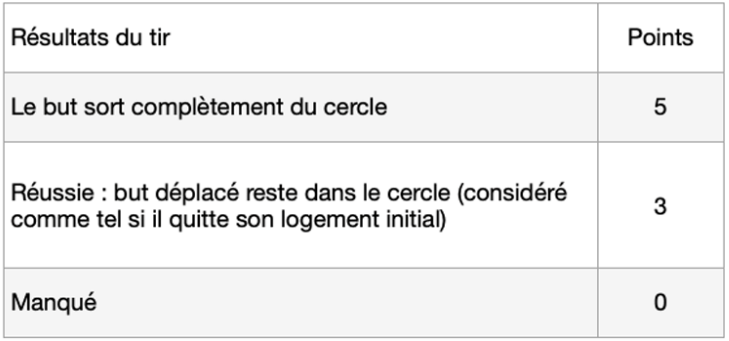 Résultats du tir Points
Le but sort complètement du cercle 5
Réussie : but déplacé reste dans le cercle (considéré
comme tel si il quitte son logement initial) 3
Manqué 0